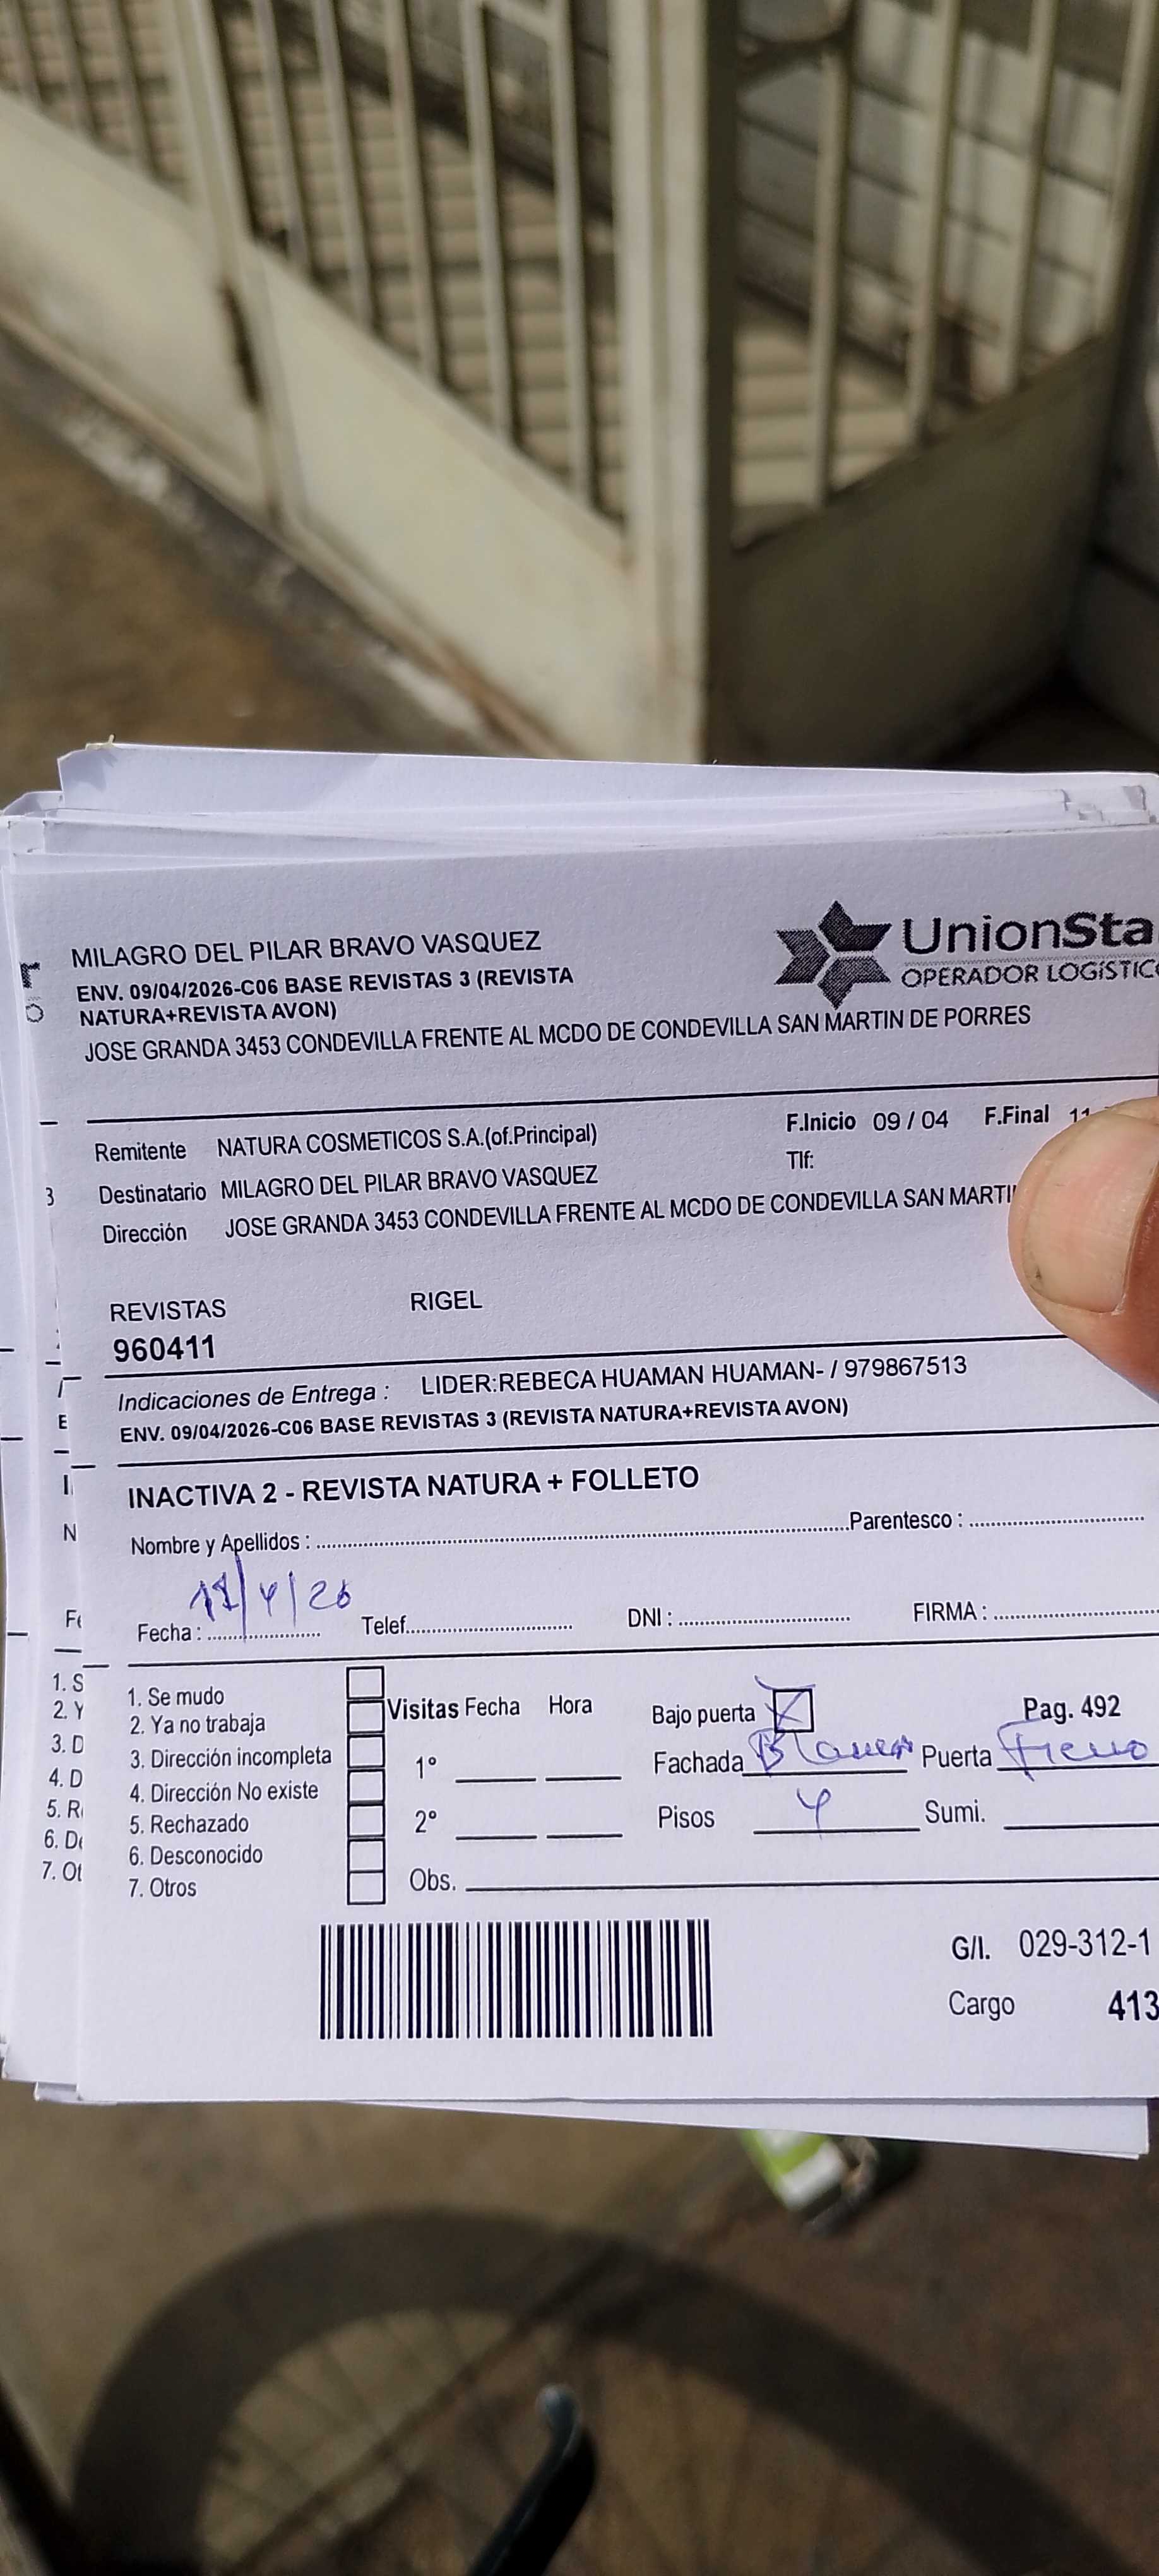 MILAGRO DEL PILAR BRAVO VASQUEZ
ENV. 09/04/2026-C06 BASE REVISTAS 3 (REVISTA
NATURA+REVISTA AVON)
JOSE GRANDA 3453 CONDEVILLA FRENTE AL MCDO DE CONDEVILLA SAN MARTIN DE PORRES
UnionSta
OPERADOR LOGÍSTICO
Remitente NATURA COSMETICOS S.A.(of.Principal)
F.Inicio 09 / 04 F.Final 11
Tlf:
Destinatario MILAGRO DEL PILAR BRAVO VASQUEZ
Dirección JOSE GRANDA 3453 CONDEVILLA FRENTE AL MCDO DE CONDEVILLA SAN MARTI
REVISTAS RIGEL
960411
Indicaciones de Entrega : LIDER:REBECA HUAMAN HUAMAN- / 979867513
ENV. 09/04/2026-C06 BASE REVISTAS 3 (REVISTA NATURA+REVISTA AVON)
INACTIVA 2 - REVISTA NATURA + FOLLETO
Nombre y Apellidos : Parentesco :
Fecha : 11/4/26 Telef. DNI : FIRMA :
1. Se mudo
2. Ya no trabaja
3. Dirección incompleta
4. Dirección No existe
5. Rechazado
6. Desconocido
7. Otros
Visitas Fecha Hora
1°
2°
Obs.
Bajo puerta X Pag. 492
Fachada Puerta Fierro
Pisos 4 Sumi.
G/I. 029-312-1
Cargo 413